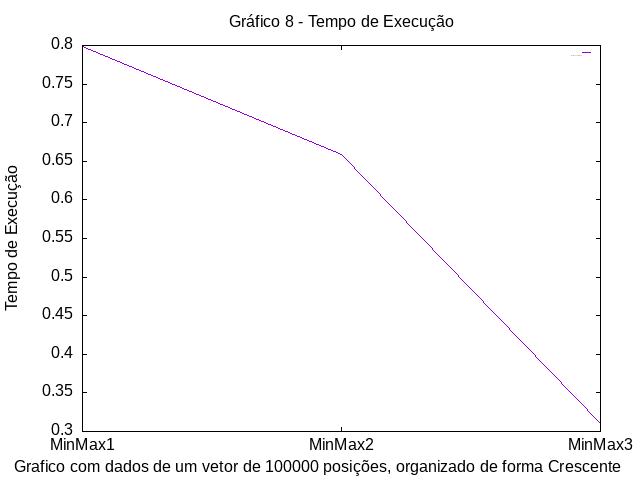 Gráfico 8 - Tempo de Execução
0.8
0.75
0.7
0.65
0.6
0.55
0.5
0.45
0.4
0.35
0.3
Tempo de Execução
MinMax1 MinMax2 MinMax3
Grafico com dados de um vetor de 100000 posições, organizado de forma Crescente